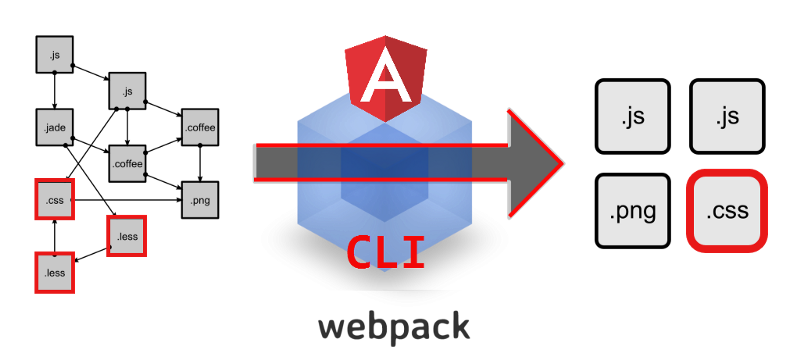 .js
.js
.jade
.coffee
.coffee
.css
.png
.less
.less
A
CLI
webpack
.js
.js
.png
.css